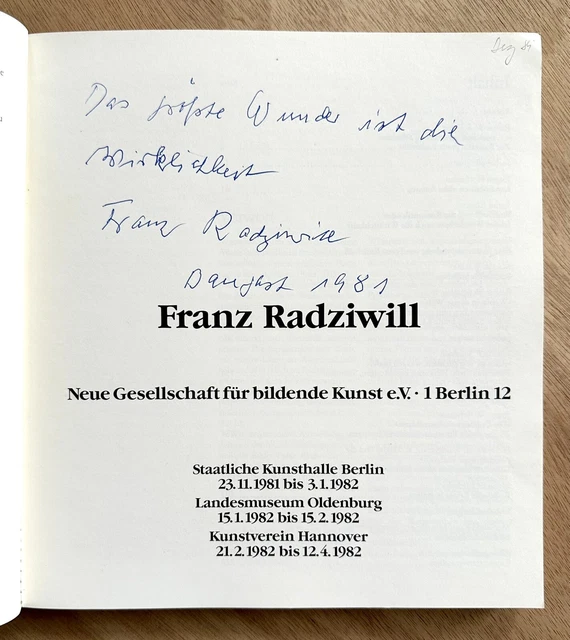 Dez 84
Das größte Wunder ist die
Wirklichkeit
Franz Radziwill
Dangast 1981
Franz Radziwill
Neue Gesellschaft für bildende Kunst e.V. · 1 Berlin 12
Staatliche Kunsthalle Berlin
23.11.1981 bis 3.1.1982
Landesmuseum Oldenburg
15.1.1982 bis 15.2.1982
Kunstverein Hannover
21.2.1982 bis 12.4.1982